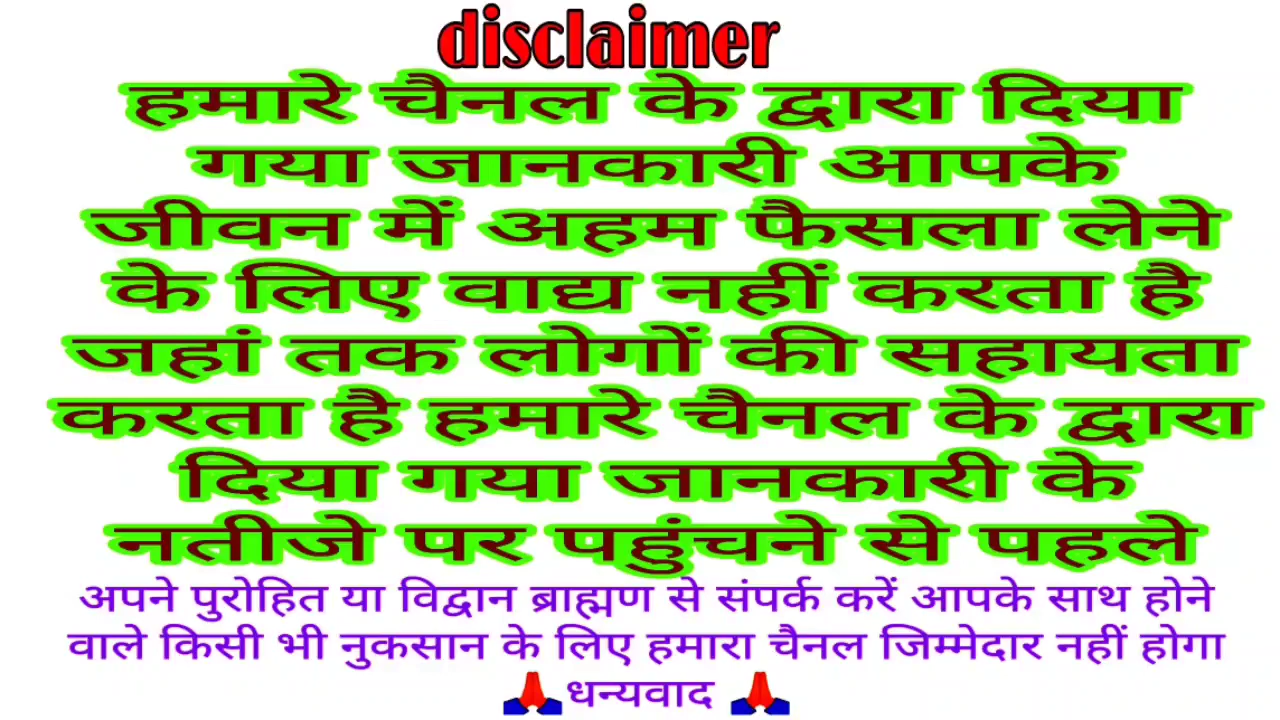 disclaimer
हमारे चैनल के द्वारा दिया
गया जानकारी आपके
जीवन में अहम फैसला लेने
के लिए वाद्य नहीं करता है
जहां तक लोगों की सहायता
करता है हमारे चैनल के द्वारा
दिया गया जानकारी के
नतीजे पर पहुंचने से पहले
अपने पुरोहित या विद्वान ब्राह्मण से संपर्क करें आपके साथ होने
वाले किसी भी नुकसान के लिए हमारा चैनल जिम्मेदार नहीं होगा
🙏धन्यवाद 🙏